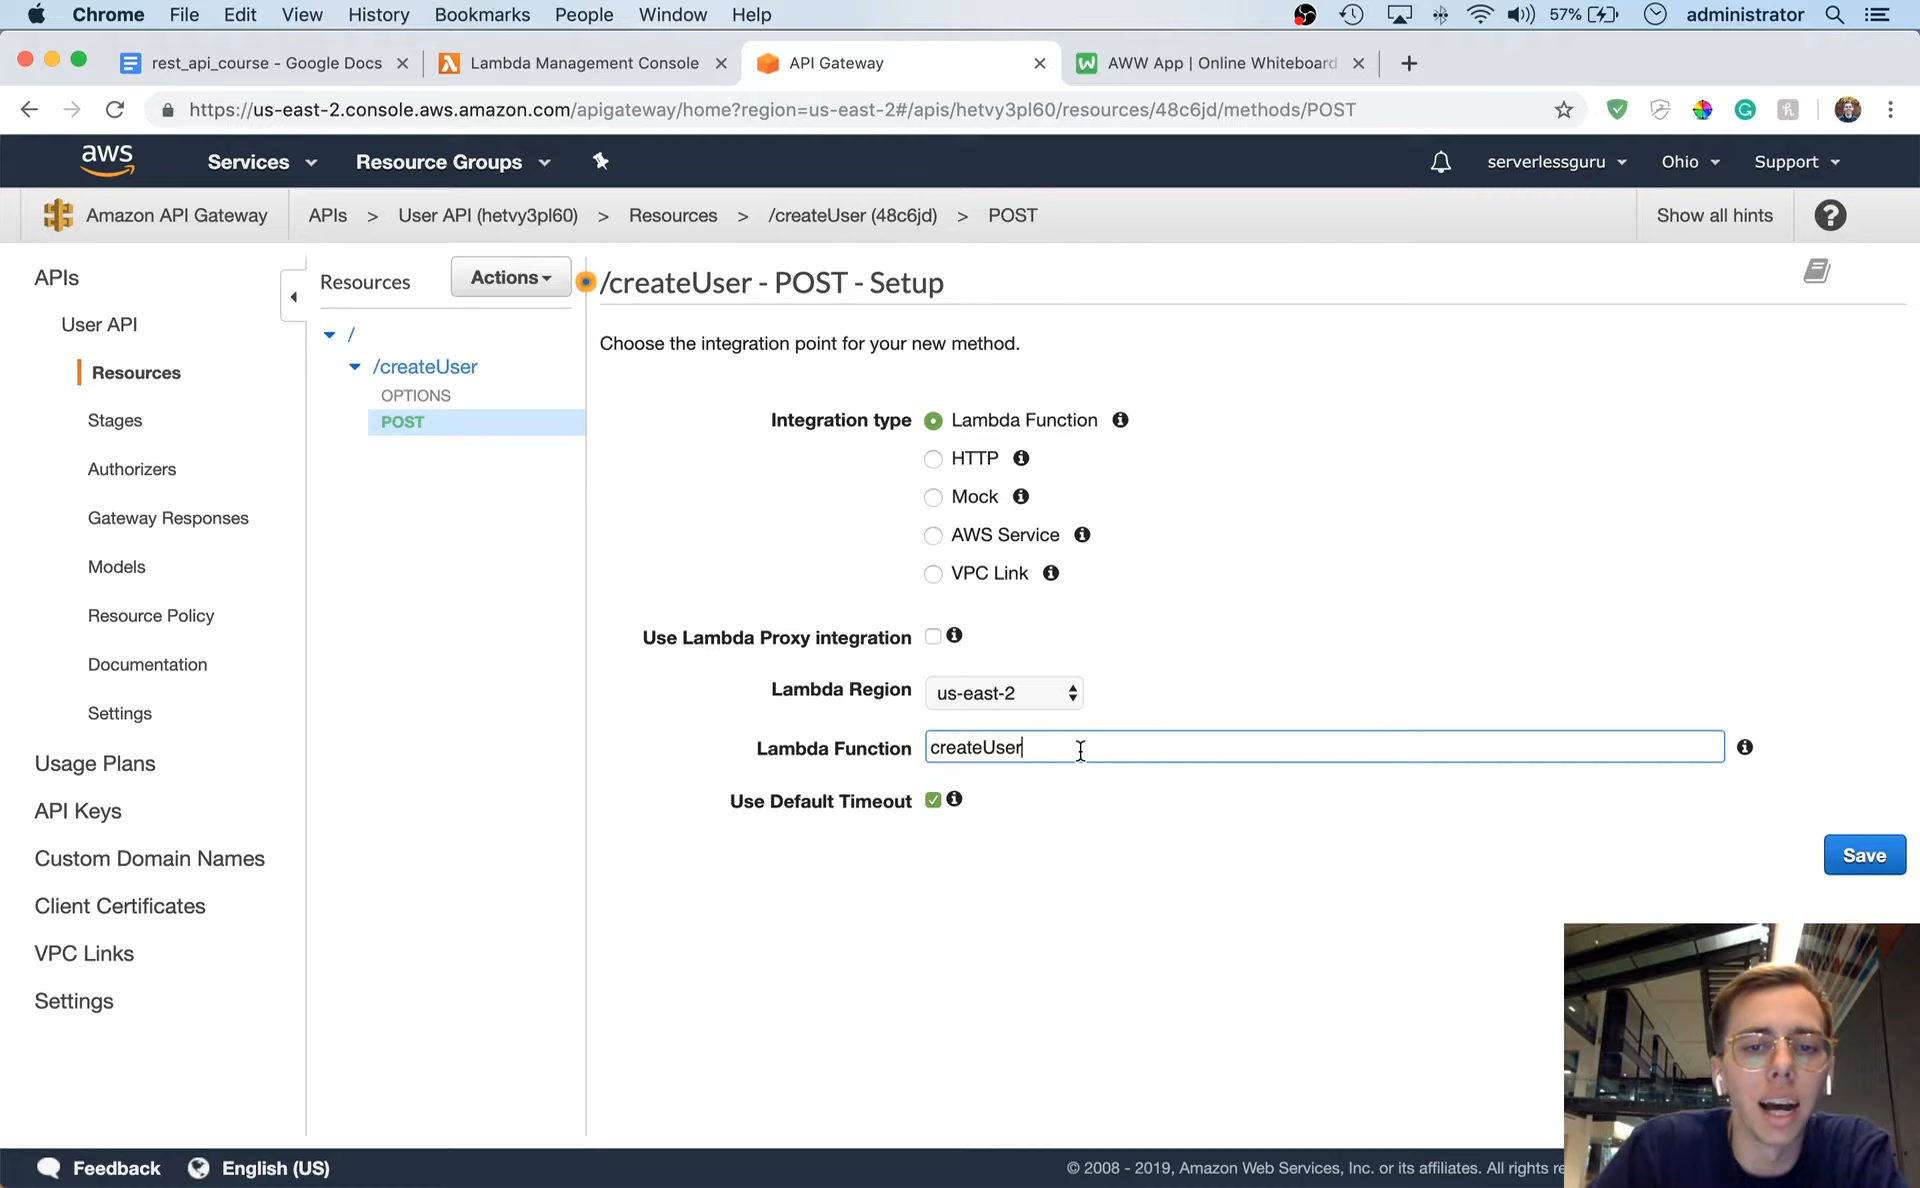 Chrome File Edit View History Bookmarks People Window Help 57% administrator
rest_api_course - Google Docs Lambda Management Console API Gateway AWW App | Online Whiteboard
https://us-east-2.console.aws.amazon.com/apigateway/home?region=us-east-2#/apis/hetvy3pl60/resources/48c6jd/methods/POST
aws Services Resource Groups serverlessguru Ohio Support
Amazon API Gateway APIs > User API (hetvy3pl60) > Resources > /createUser (48c6jd) > POST Show all hints ?
APIs
User API
Resources
Stages
Authorizers
Gateway Responses
Models
Resource Policy
Documentation
Settings
Usage Plans
API Keys
Custom Domain Names
Client Certificates
VPC Links
Settings
Resources Actions
/
/createUser
OPTIONS
POST
/createUser - POST - Setup
Choose the integration point for your new method.
Integration type Lambda Function
HTTP
Mock
AWS Service
VPC Link
Use Lambda Proxy integration
Lambda Region us-east-2
Lambda Function createUser
Use Default Timeout
Save
Feedback English (US) © 2008 - 2019, Amazon Web Services, Inc. or its affiliates. All rights re